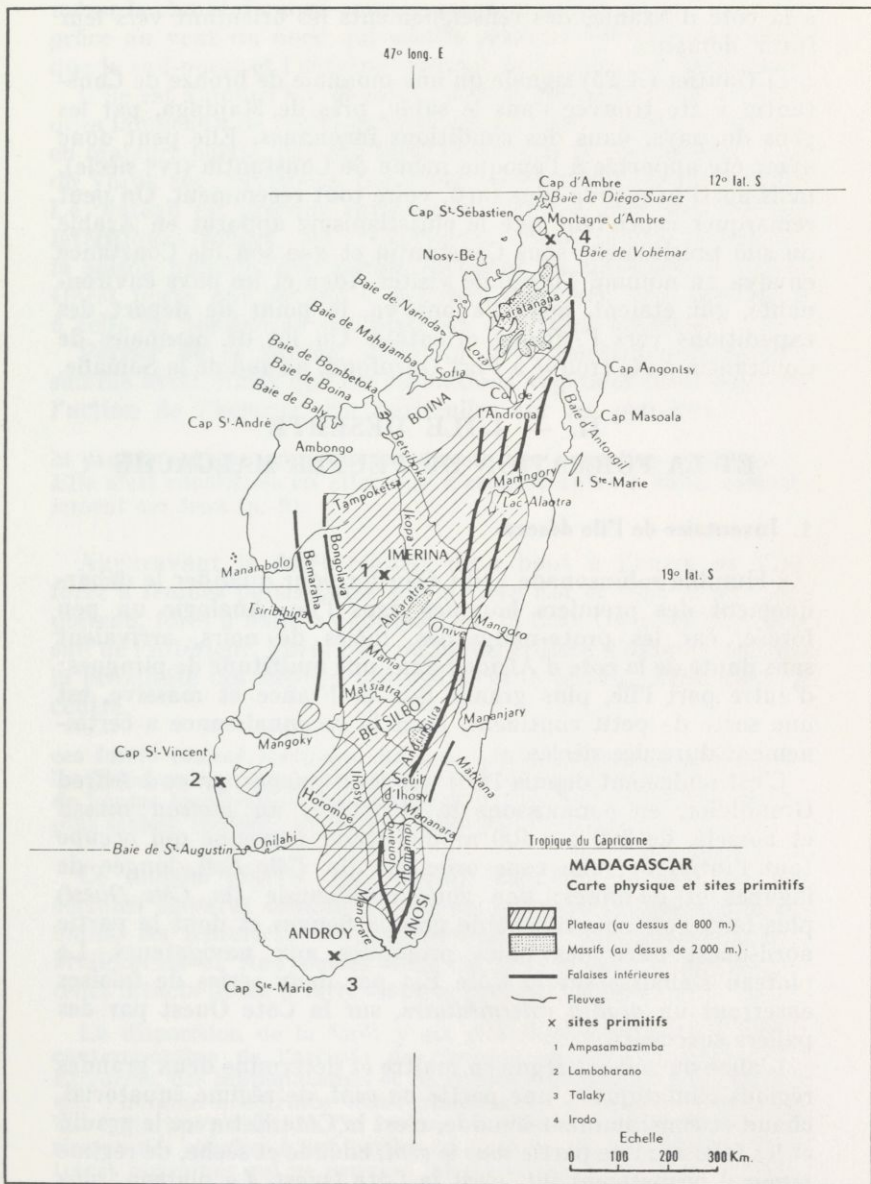 47° long. E
Cap d'Ambre
12° lat. S
Baie de Diégo-Suarez
Cap St-Sébastien
Montagne d'Ambre
4
Nosy-Bé
Baie de Vohémar
Baie de Narinda
Tsaratanana
Baie de Mahajamba
Loza
Baie de Bombetoka
Sofia
Cap Angontsy
Baie de Boina
BOINA
Col de
l'Androna
Baie de Baly
Cap Masoala
Cap St-André
Baie d'Antongil
Betsiboka
Ambongo
Maningory
I. Ste-Marie
Tampoketsa
Lac-Alaotra
Ikopa
IMERINA
Manambolo
Bemaraha
Bongolava
1
19° lat. S
Tsiribihina
Ankaratra
Onive
Mangoro
Mania
Matsiatra
BETSILEO
Mananjary
Mangoky
Andringitra
Cap St-Vincent
2
Ihosy
Seuil
d'Ihosy
Matitana
Horombé
Mananara
Baie de St-Augustin
Onilahi
Ionaivo
Itomampy
Tropique du Capricorne
Mandrare
ANOSI
ANDROY
Cap Ste-Marie
3
MADAGASCAR
Carte physique et sites primitifs
Plateau (au dessus de 800 m.)
Massifs (au dessus de 2000 m.)
Falaises intérieures
Fleuves
x sites primitifs
1 Ampasambazimba
2 Lamboharano
3 Talaky
4 Irodo
Echelle
0 100 200 300 Km.